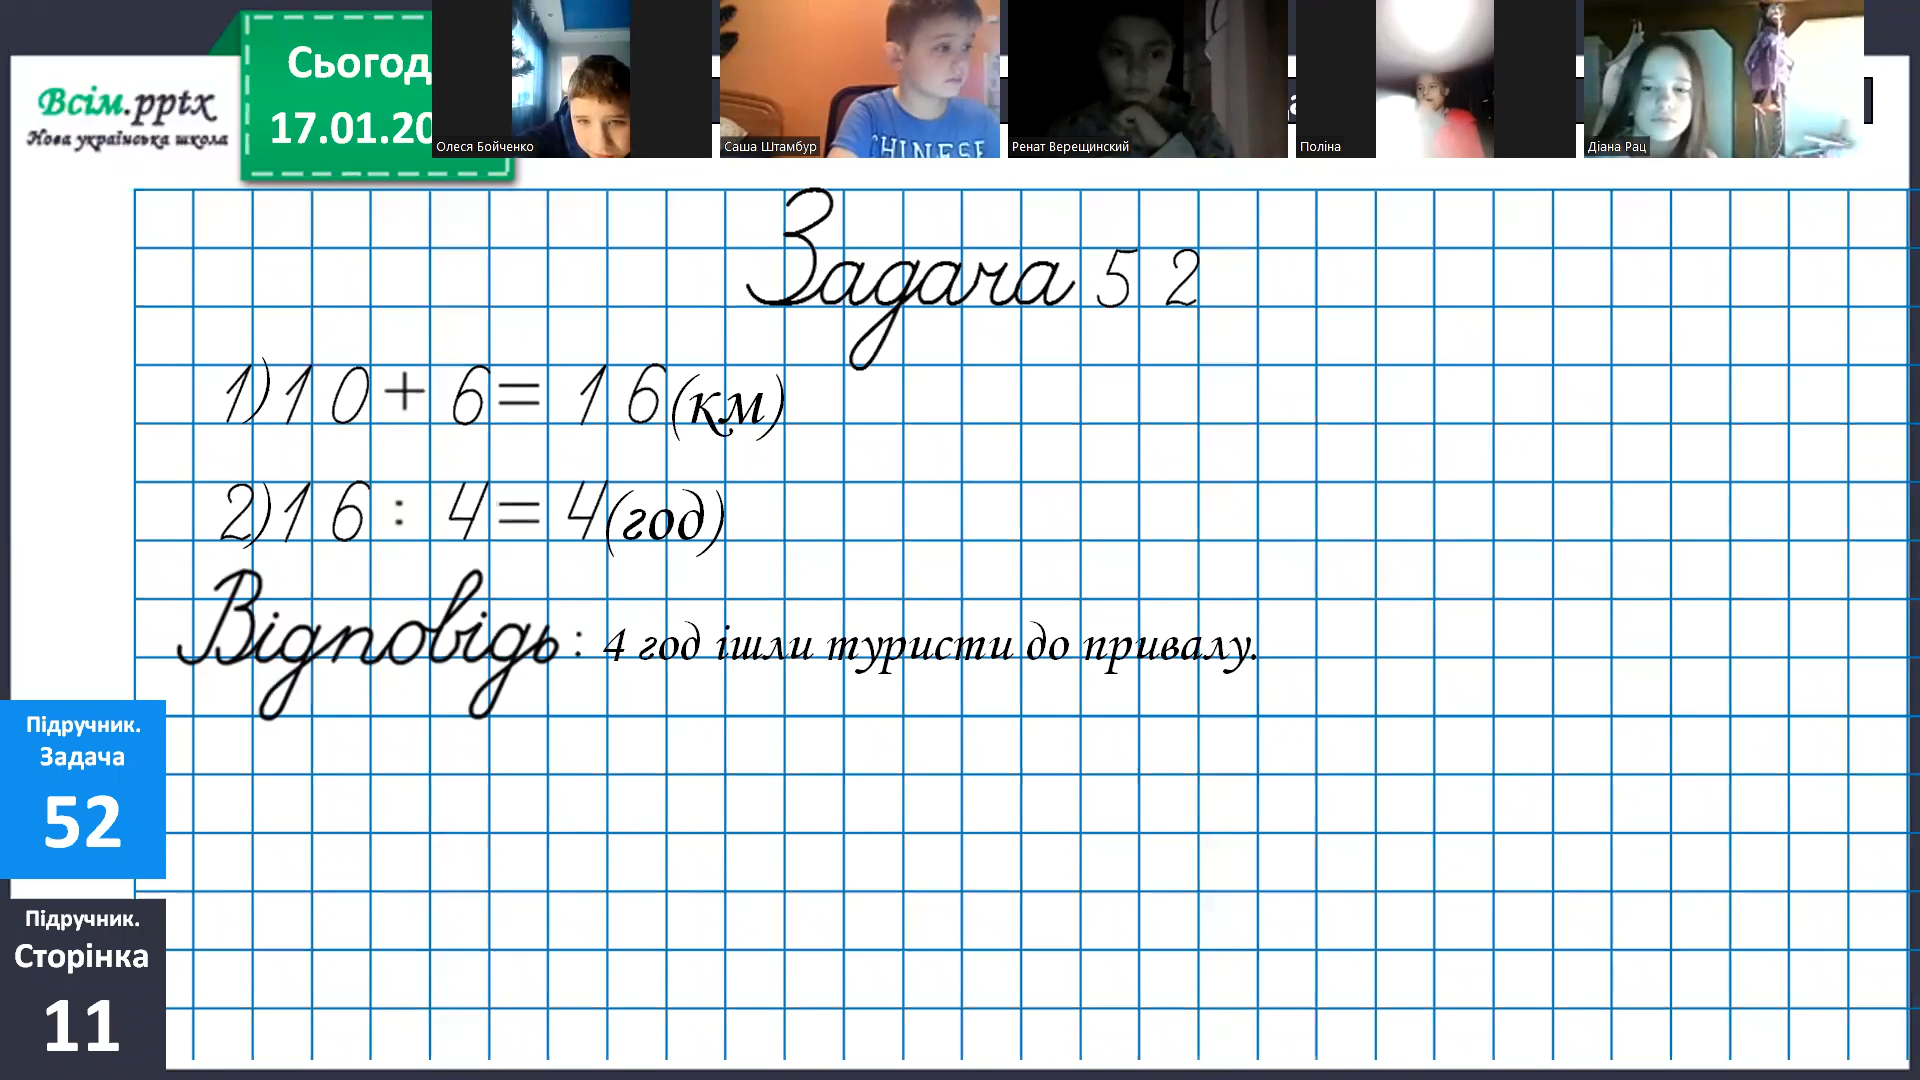 Всім.pptx
Нова українська школа
Сьогод
17.01.20
Олеся Бойченко
Саша Штамбур
CHINESE
Ренат Верещинский
Поліна
Діана Рац
Задача 52
1)10+6=16(км)
2)16:4=4(год)
Відповідь: 4 год ішли туристи до привалу.
Підручник.
Задача
52
Підручник.
Сторінка
11